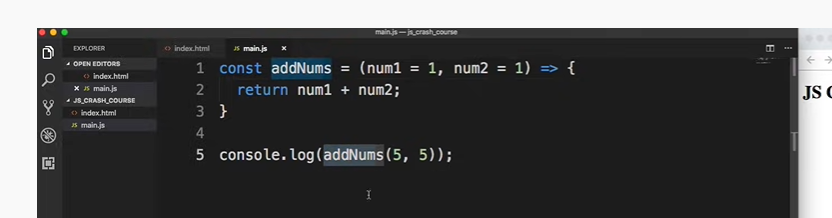 main.js — js_crash_course
EXPLORER
OPEN EDITORS
index.html
main.js
JS_CRASH_COURSE
index.html
main.js
index.html
main.js
1 const addNums = (num1 = 1, num2 = 1) => {
2 return num1 + num2;
3 }
4
5 console.log(addNums(5, 5));
JS